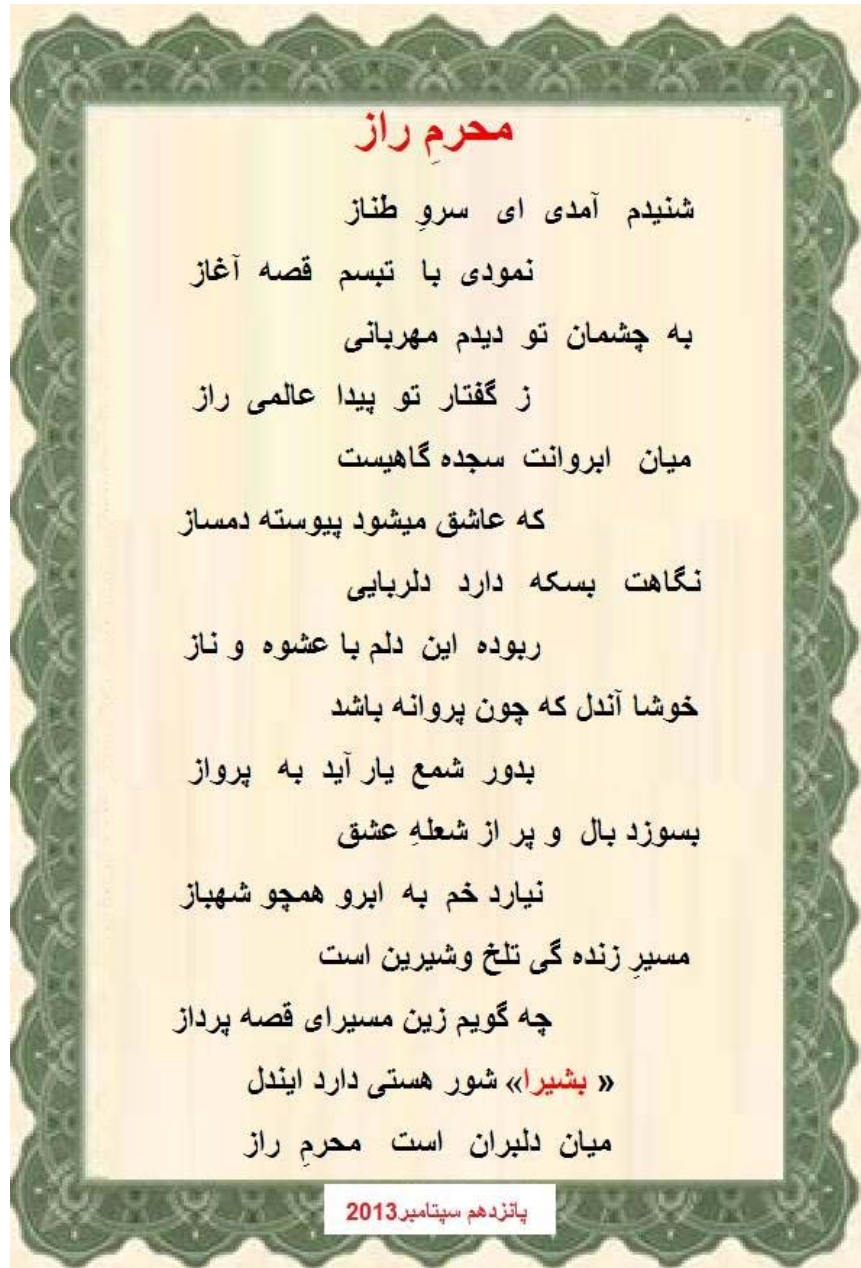 محرمِ راز
شنیدم آمدی ای سروِ طناز
نمودی با تبسم قصه آغاز
به چشمان تو دیدم مهربانی
ز گفتار تو پیدا عالمی راز
میان ابروانت سجده گاهیست
که عاشق میشود پیوسته دمساز
نگاهت بسکه دارد دلربایی
ربوده این دلم با عشوه و ناز
خوشا آندل که چون پروانه باشد
بدور شمع یار آید به پرواز
بسوزد بال و پر از شعلهِ عشق
نیارد خم به ابرو همچو شهباز
مسیرِ زنده گی تلخ وشیرین است
چه گویم زین مسیرای قصه پرداز
« بشیرا» شور هستی دارد ایندل
میان دلبران است محرمِ راز
پانزدهم سپتامبر2013